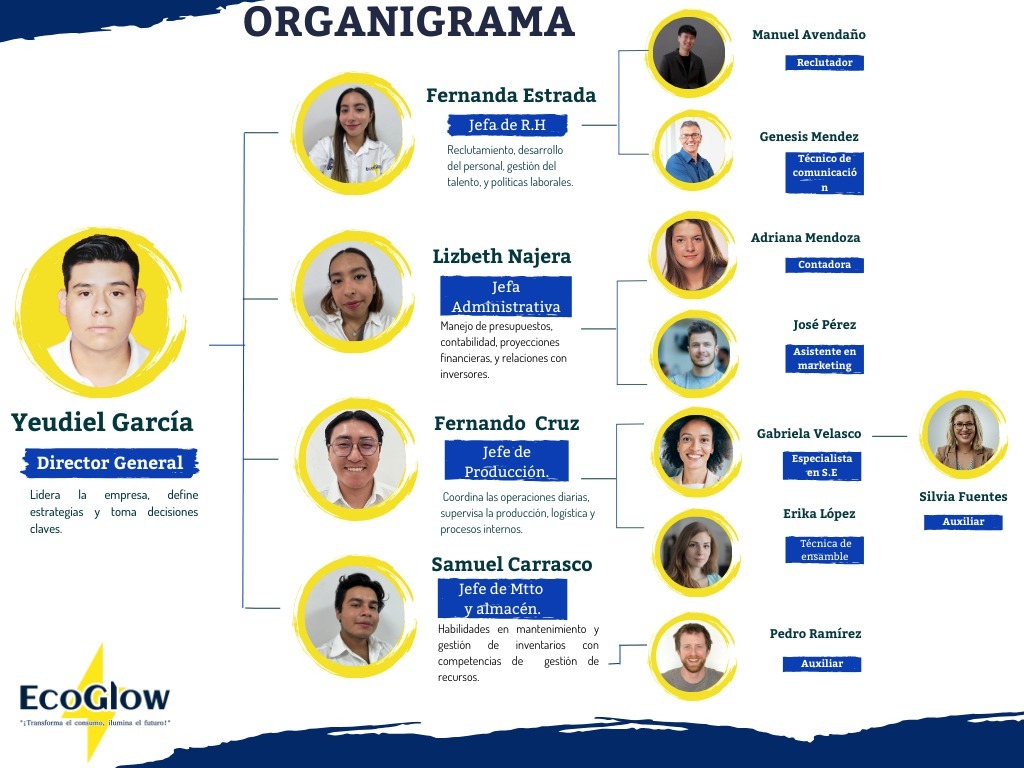 ORGANIGRAMA
Yeudiel García
Director General
Lidera la empresa, define
estrategias y toma decisiones
claves.
Fernanda Estrada
Jefa de R.H
Reclutamiento, desarrollo
del personal, gestión del
talento, y políticas laborales.
EcoGlow
Manuel Avendaño
Reclutador
Genesis Mendez
Técnico de
comunicació
n
Lizbeth Najera
Jefa
Administrativa
Manejo de presupuestos,
contabilidad, proyecciones
financieras, y relaciones con
inversores.
Adriana Mendoza
Contadora
José Pérez
Asistente en
marketing
Fernando Cruz
Jefe de
Producción.
Coordina las operaciones diarias,
supervisa la producción, logística y
procesos internos.
Gabriela Velasco
Especialista
en S.E
Silvia Fuentes
Auxiliar
Erika López
Técnica de
ensamble
Samuel Carrasco
Jefe de Mtto
y almacén.
Habilidades en mantenimiento y
gestión de inventarios con
competencias de gestión de
recursos.
Pedro Ramírez
Auxiliar
EcoGlow
"¡Transforma el consumo, ilumina el futuro!"